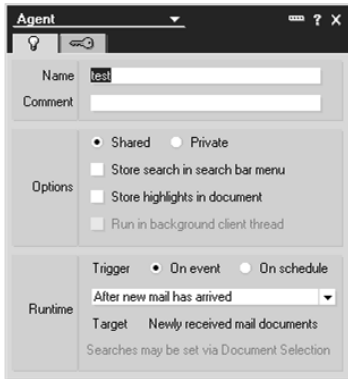 Agent ? X
Name test
Comment
Shared Private
Store search in search bar menu
Options Store highlights in document
Run in background client thread
Trigger On event On schedule
After new mail has arrived
Runtime
Target Newly received mail documents
Searches may be set via Document Selection